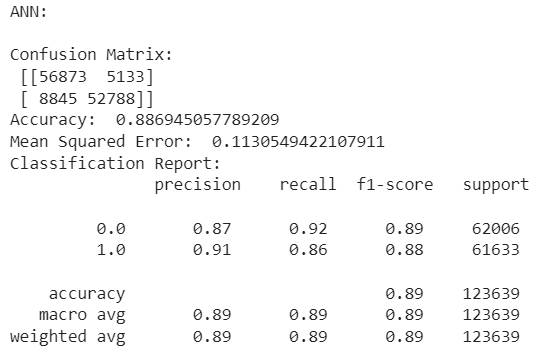 ANN:
Confusion Matrix:
[[56873 5133]
[ 8845 52788]]
Accuracy: 0.886945057789209
Mean Squared Error: 0.1130549422107911
Classification Report:
precision recall f1-score support
0.0 0.87 0.92 0.89 62006
1.0 0.91 0.86 0.88 61633
accuracy 0.89 123639
macro avg 0.89 0.89 0.89 123639
weighted avg 0.89 0.89 0.89 123639